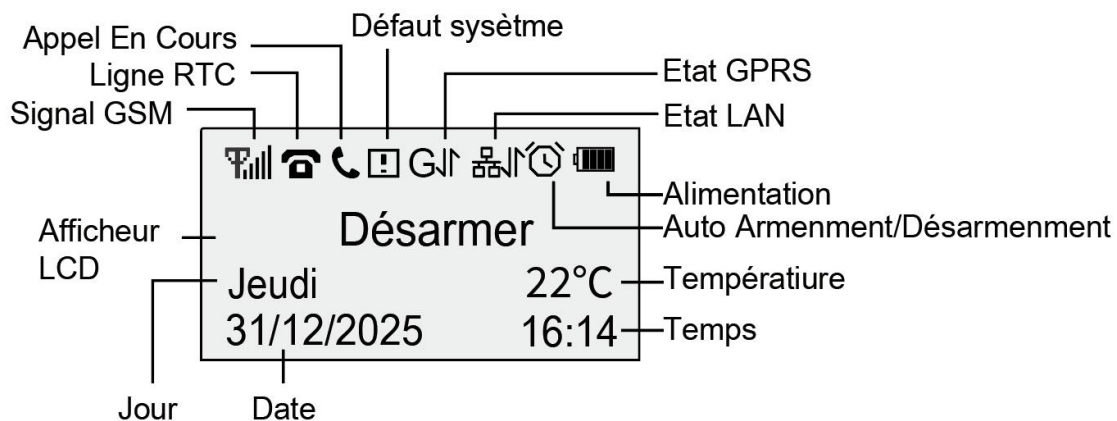 Défaut sysètme
Appel En Cours
Ligne RTC
Signal GSM
Etat GPRS
Etat LAN
G
Alimentation
Auto Armenment/Désarmenment
Afficheur
LCD
Désarmer
Jeudi
22°C
Températiure
31/12/2025
16:14
Temps
Jour
Date